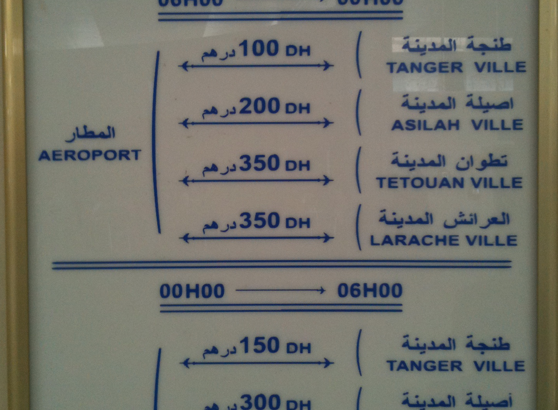 06H00 00H00
درهم 100 DH
طنجة المدينة
TANGER VILLE
درهم 200 DH
اصيلة المدينة
ASILAH VILLE
المطار
AEROPORT
درهم 350 DH
تطوان المدينة
TETOUAN VILLE
درهم 350 DH
العرائش المدينة
LARACHE VILLE
00H00 → 06H00
درهم 150 DH
طنجة المدينة
TANGER VILLE
درهم 300 DH
أصيلة المدينة